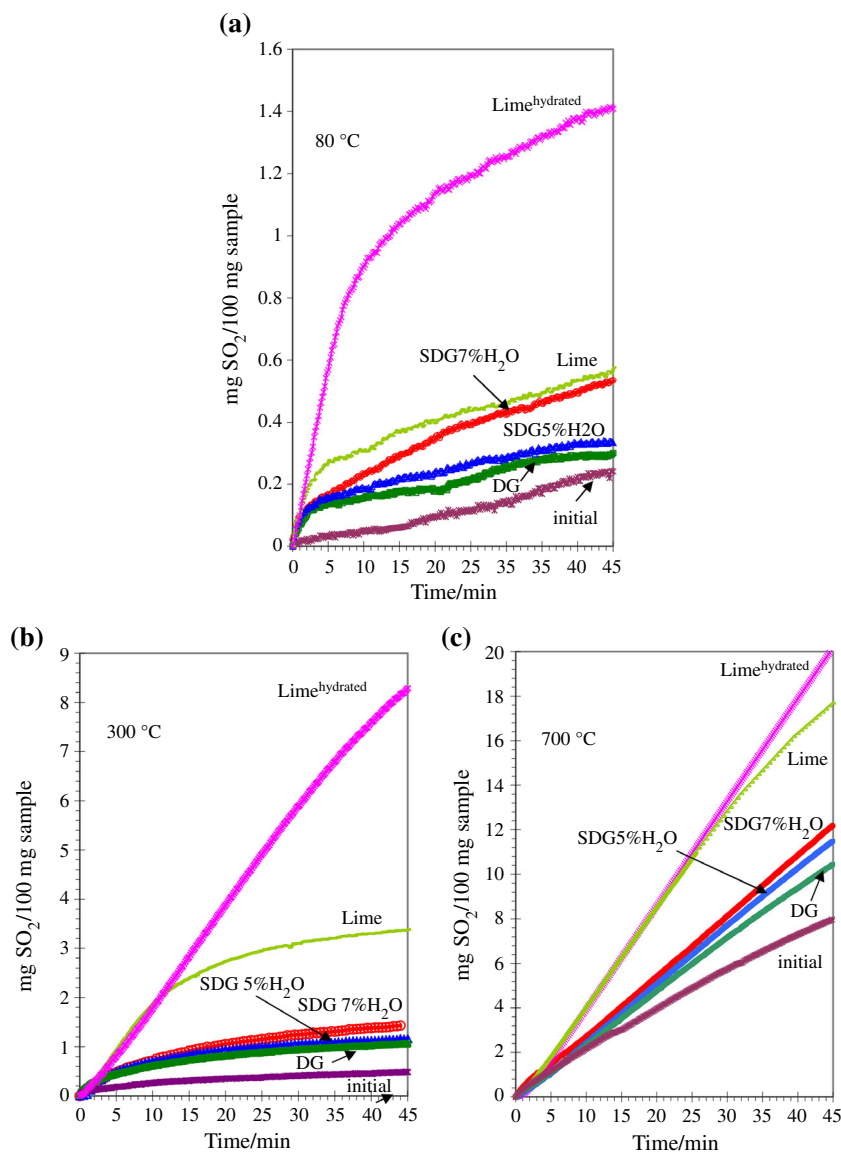 (a)
1.6
1.4
1.2
1
0.8
0.6
0.4
0.2
0
mg SO₂/100 mg sample
80 °C
Lime^hydrated
SDG7%H₂O
Lime
SDG5%H2O
DG
initial
0 5 10 15 20 25 30 35 40 45
Time/min
(b)
9
8
7
6
5
4
3
2
1
0
mg SO₂/100 mg sample
300 °C
Lime^hydrated
Lime
SDG 5%H₂O
SDG 7%H₂O
DG
initial
0 5 10 15 20 25 30 35 40 45
Time/min
(c)
20
18
16
14
12
10
8
6
4
2
0
mg SO₂/100 mg sample
700 °C
Lime^hydrated
Lime
SDG7%H₂O
SDG5%H₂O
DG
initial
0 5 10 15 20 25 30 35 40 45
Time/min